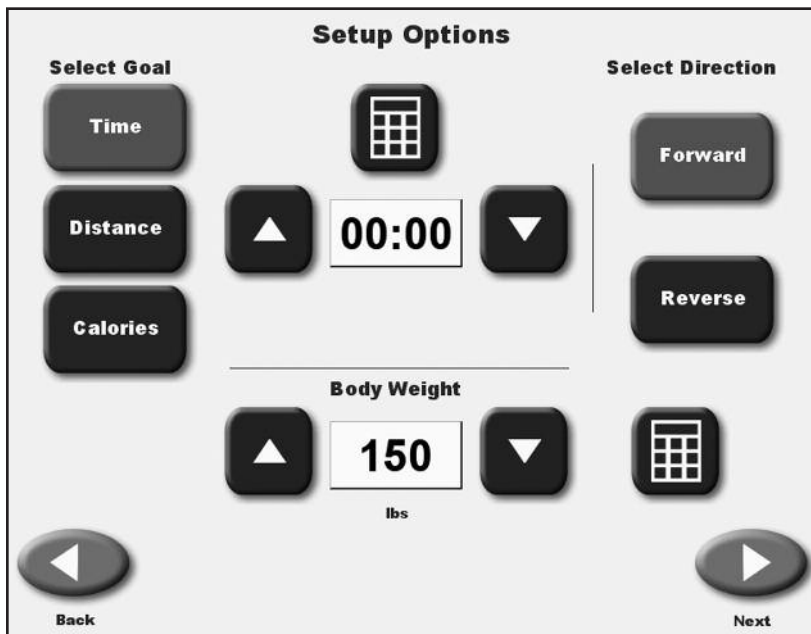 Setup Options
Select Goal
Select Direction
Time
Forward
Distance
00:00
Reverse
Calories
Body Weight
150
lbs
Back
Next